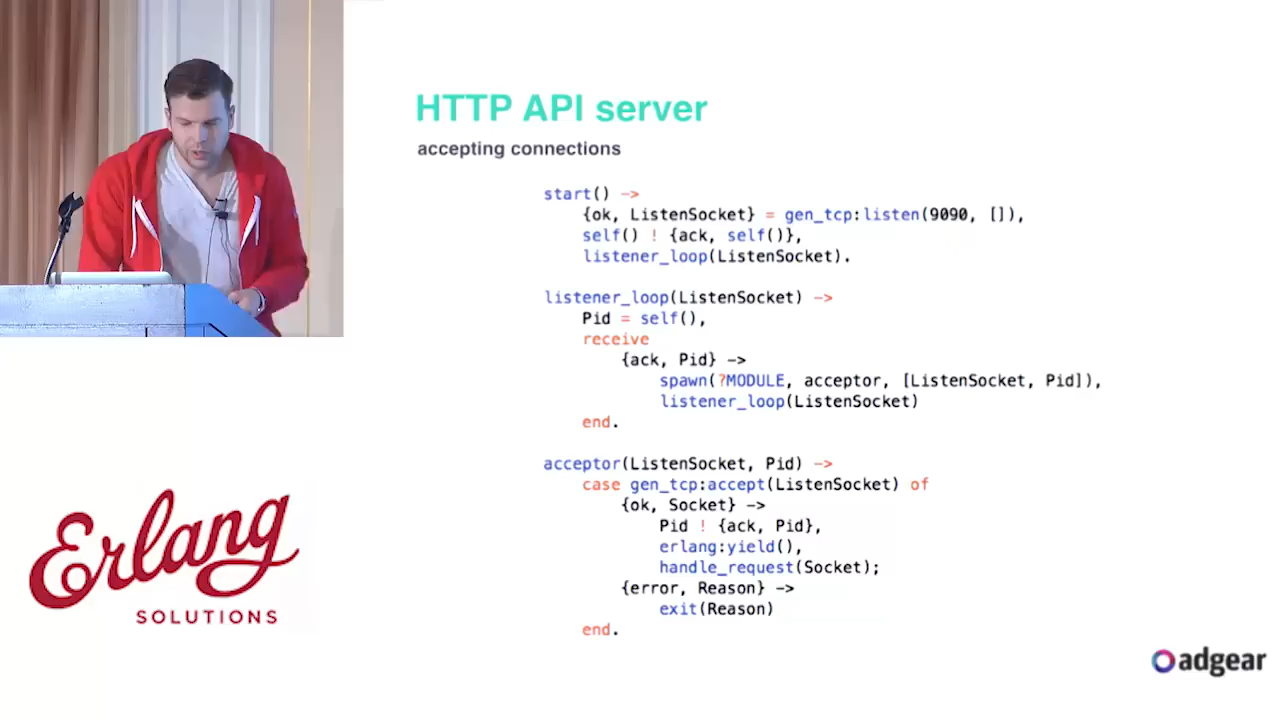 HTTP API server
accepting connections
start() ->
    {ok, ListenSocket} = gen_tcp:listen(9090, []),
    self() ! {ack, self()},
    listener_loop(ListenSocket).
listener_loop(ListenSocket) ->
    Pid = self(),
    receive
        {ack, Pid} ->
            spawn(?MODULE, acceptor, [ListenSocket, Pid]),
            listener_loop(ListenSocket)
    end.
acceptor(ListenSocket, Pid) ->
    case gen_tcp:accept(ListenSocket) of
        {ok, Socket} ->
            Pid ! {ack, Pid},
            erlang:yield(),
            handle_request(Socket);
        {error, Reason} ->
            exit(Reason)
    end.
Erlang
SOLUTIONS
adgear